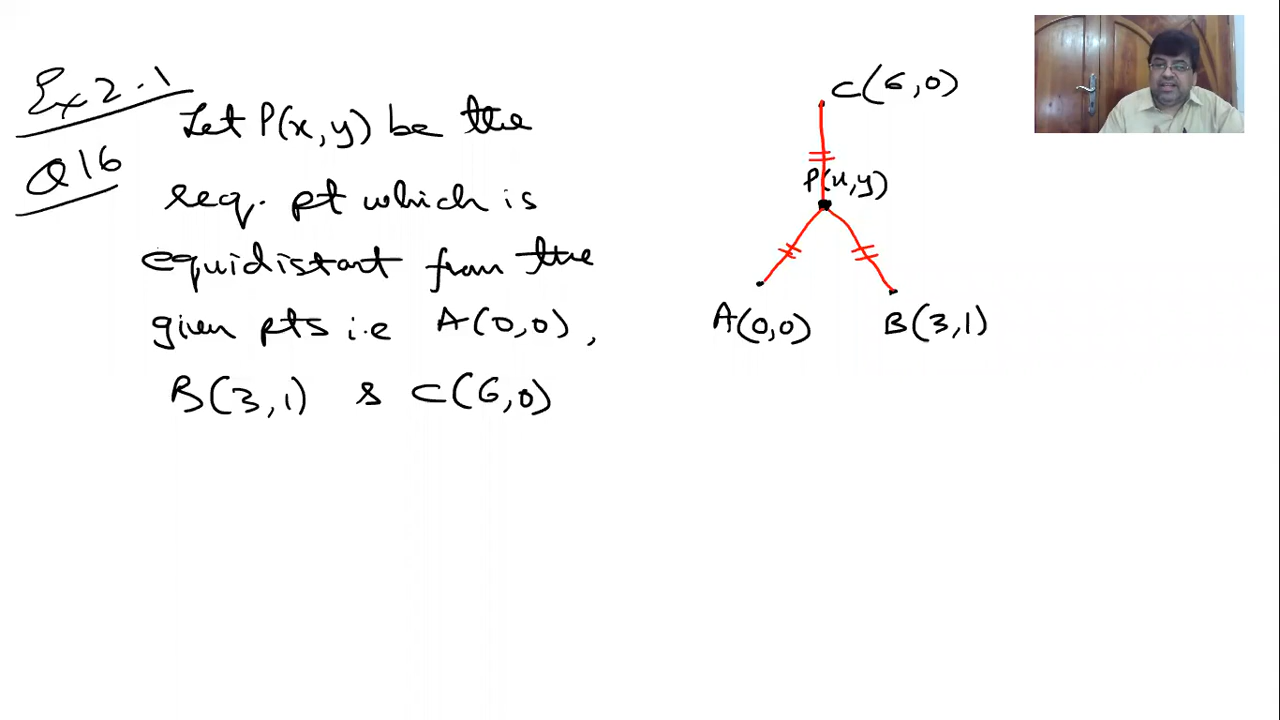 Ex 2.1
Q16
Let P(x,y) be the
req. pt which is
equidistant from the
given pts i.e A(0,0),
B(3,1) & C(6,0)
C(6,0)
P(x,y)
A(0,0) B(3,1)